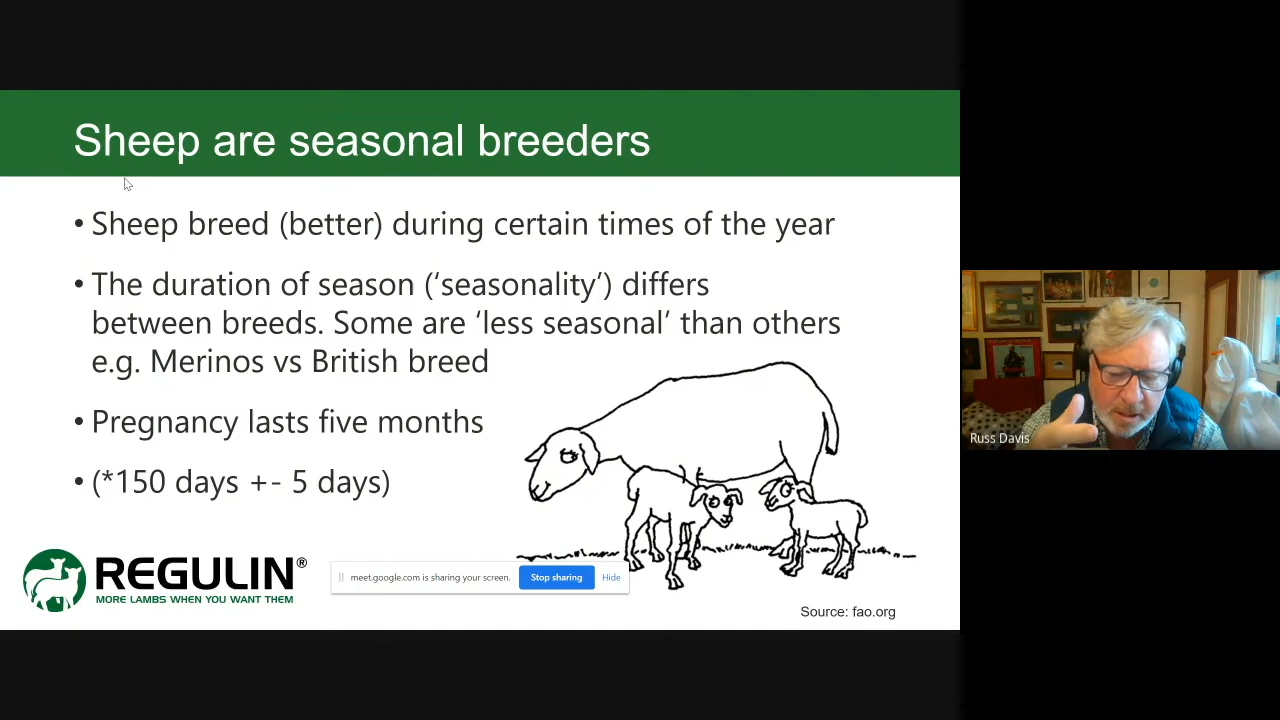 Sheep are seasonal breeders
• Sheep breed (better) during certain times of the year
• The duration of season (‘seasonality’) differs
between breeds. Some are ‘less seasonal’ than others
e.g. Merinos vs British breed
• Pregnancy lasts five months
• (*150 days +- 5 days)
REGULIN®
MORE LAMBS WHEN YOU WANT THEM
meet.google.com is sharing your screen. Stop sharing Hide
Source: fao.org
Russ Davis